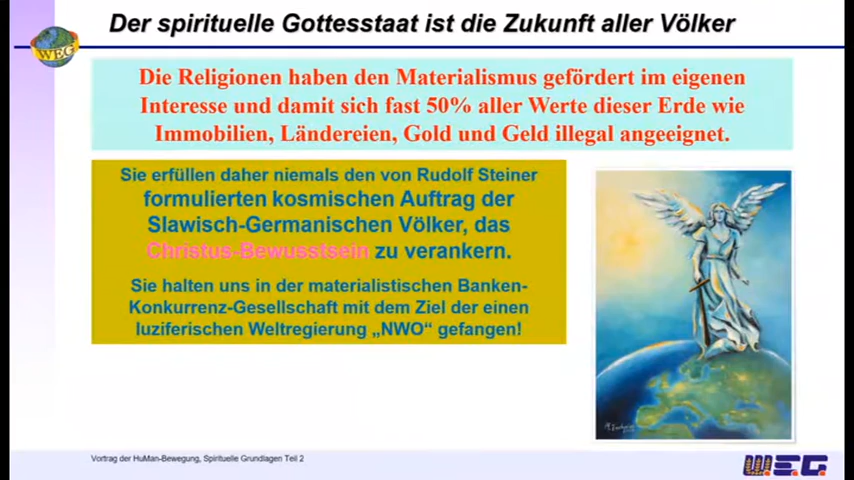 Der spirituelle Gottesstaat ist die Zukunft aller Völker
WEG
Die Religionen haben den Materialismus gefördert im eigenen
Interesse und damit sich fast 50% aller Werte dieser Erde wie
Immobilien, Ländereien, Gold und Geld illegal angeeignet.
Sie erfüllen daher niemals den von Rudolf Steiner
formulierten kosmischen Auftrag der
Slawisch-Germanischen Völker, das
Christus-Bewusstsein zu verankern.
Sie halten uns in der materialistischen Banken-
Konkurrenz-Gesellschaft mit dem Ziel der einen
luziferischen Weltregierung „NWO“ gefangen!
Vortrag der HuMan-Bewegung, Spirituelle Grundlagen Teil 2
W.E.G.